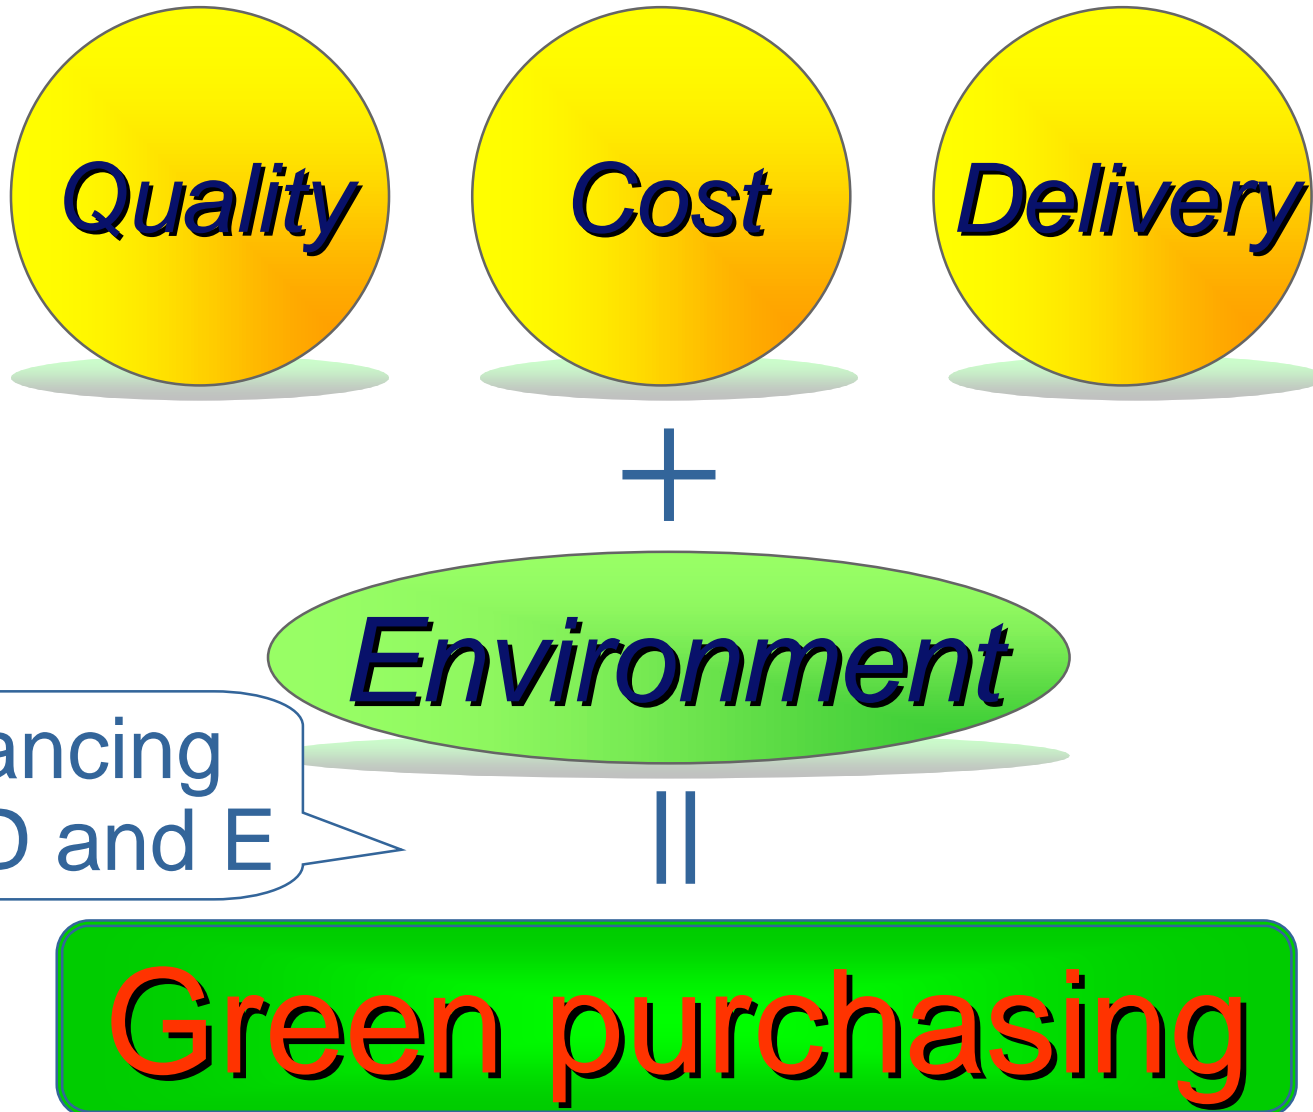 Quality Cost Delivery
+
Environment
ancing
D and E
||
Green purchasing